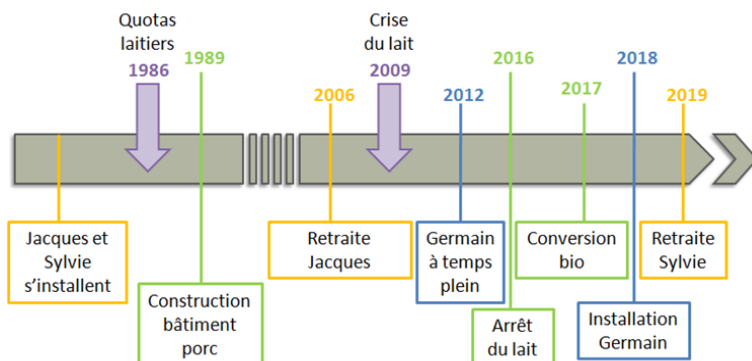 Quotas
laitiers
1986
1989
Crise
du lait
2009
2006
2012
2016
2017
2018
2019
Jacques et
Sylvie
s'installent
Construction
bâtiment
porc
Retraite
Jacques
Germain
à temps
plein
Arrêt
du lait
Conversion
bio
Installation
Germain
Retraite
Sylvie